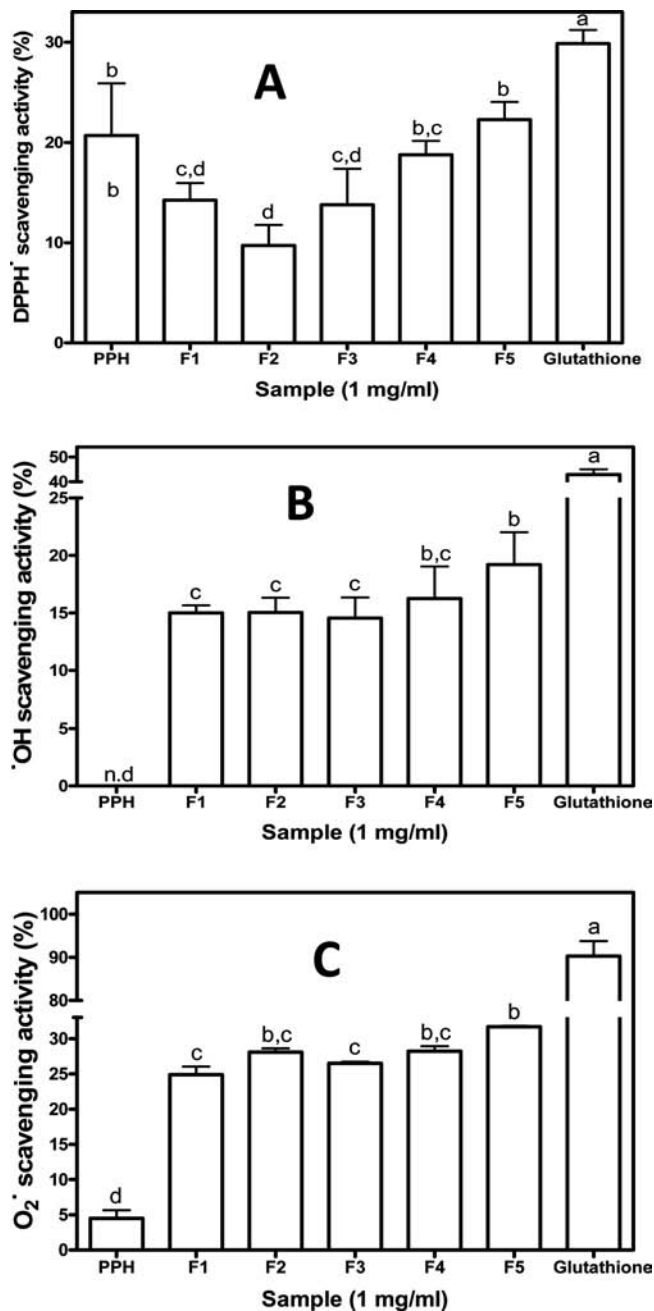 A
DPPH˙ scavenging activity (%)
30
20
10
0
b
b
c,d
d
c,d
b,c
b
a
PPH F1 F2 F3 F4 F5 Glutathione
Sample (1 mg/ml)
B
˙OH scavenging activity (%)
50
40
25
20
15
10
5
0
n.d
c
c
c
b,c
b
a
PPH F1 F2 F3 F4 F5 Glutathione
Sample (1 mg/ml)
C
O₂˙ scavenging activity (%)
100
90
80
30
25
20
15
10
5
0
d
c
b,c
c
b,c
b
a
PPH F1 F2 F3 F4 F5 Glutathione
Sample (1 mg/ml)